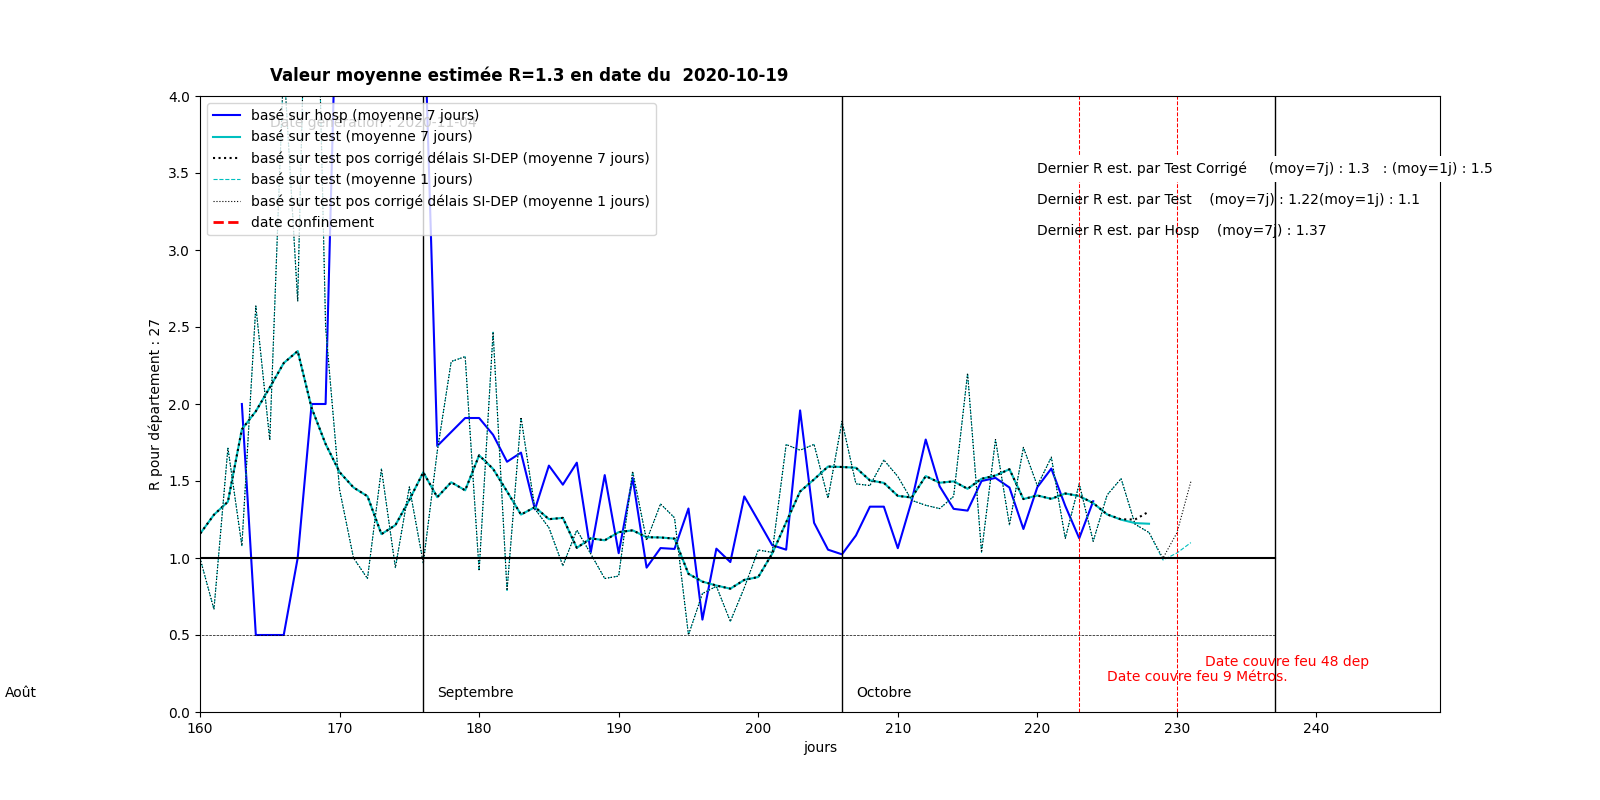 Valeur moyenne estimée R=1.3 en date du  2020-10-19
Date génération : 2020-11-04
basé sur hosp (moyenne 7 jours)
basé sur test (moyenne 7 jours)
basé sur test pos corrigé délais SI-DEP (moyenne 7 jours)
basé sur test (moyenne 1 jours)
basé sur test pos corrigé délais SI-DEP (moyenne 1 jours)
date confinement
Dernier R est. par Test Corrigé     (moy=7j) : 1.3   : (moy=1j) : 1.5
Dernier R est. par Test    (moy=7j) : 1.22(moy=1j) : 1.1
Dernier R est. par Hosp    (moy=7j) : 1.37
4.0
3.5
3.0
2.5
2.0
1.5
1.0
0.5
0.0
R pour département : 27
Date couvre feu 48 dep
Date couvre feu 9 Métros.
Août
Septembre
Octobre
160 170 180 190 200 210 220 230 240
jours